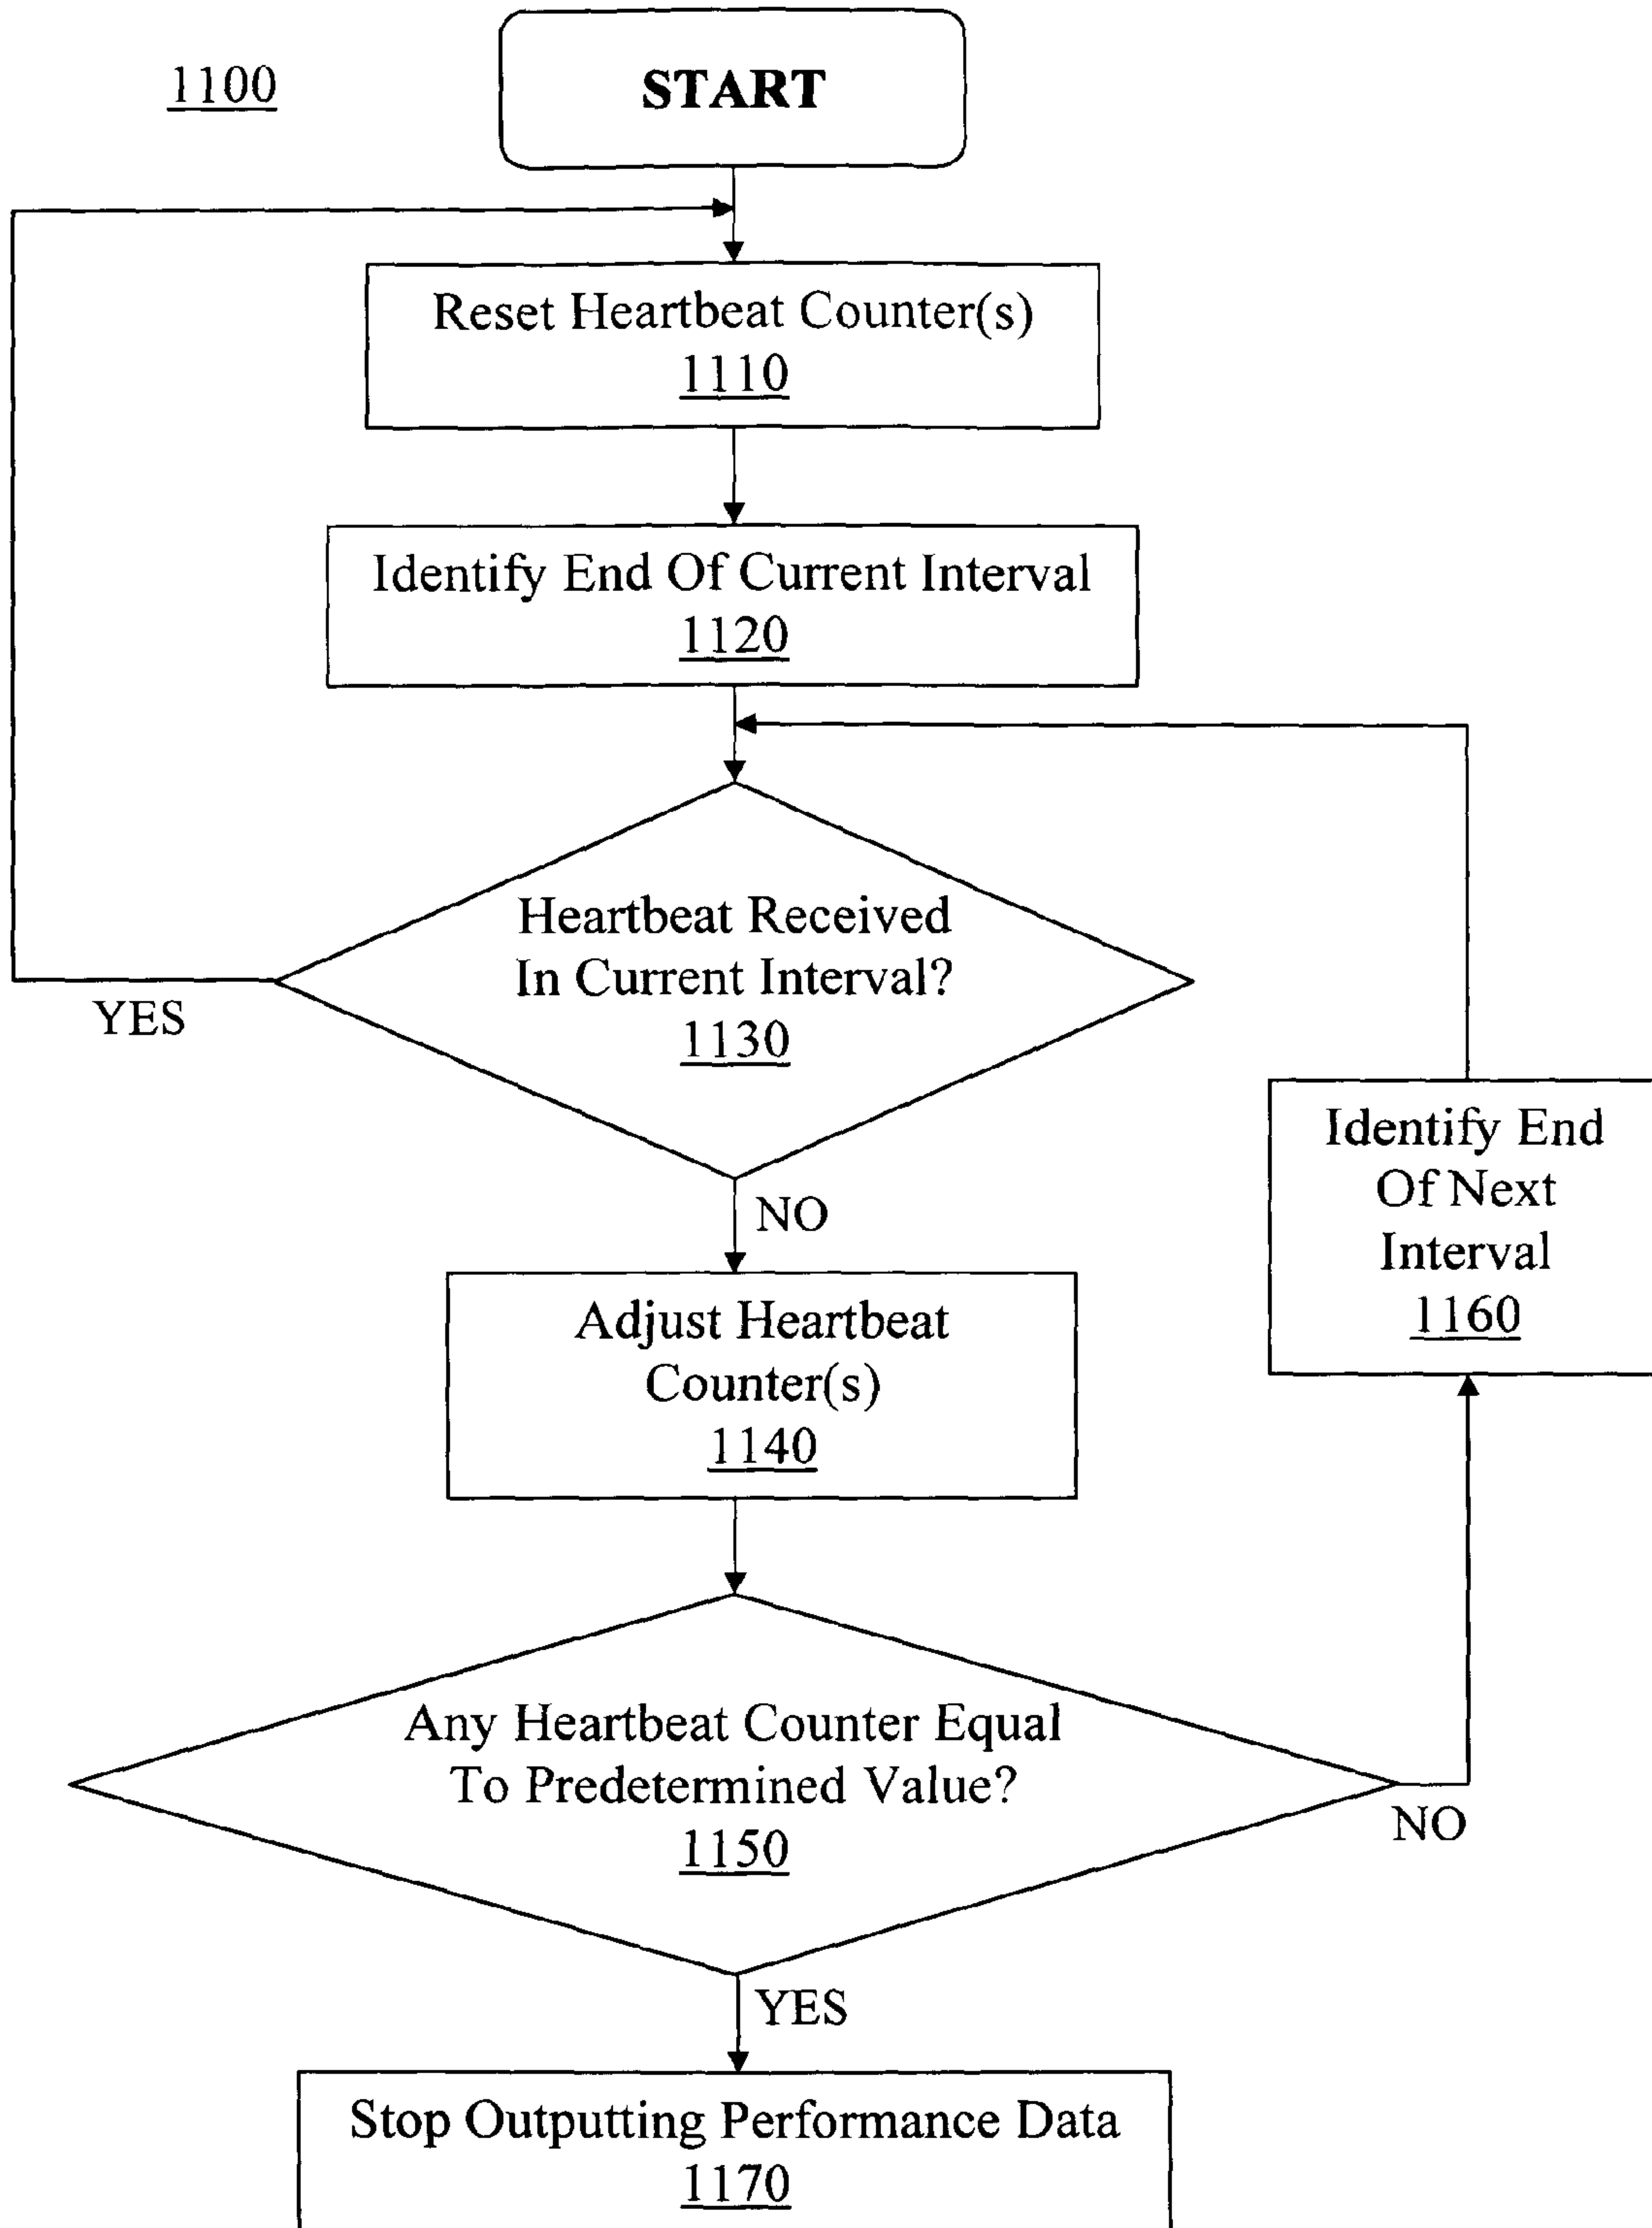 1100
START
Reset Heartbeat Counter(s)
1110
Identify End Of Current Interval
1120
Heartbeat Received
In Current Interval?
1130
YES
NO
Identify End
Of Next
Interval
1160
Adjust Heartbeat
Counter(s)
1140
Any Heartbeat Counter Equal
To Predetermined Value?
1150
NO
YES
Stop Outputting Performance Data
1170